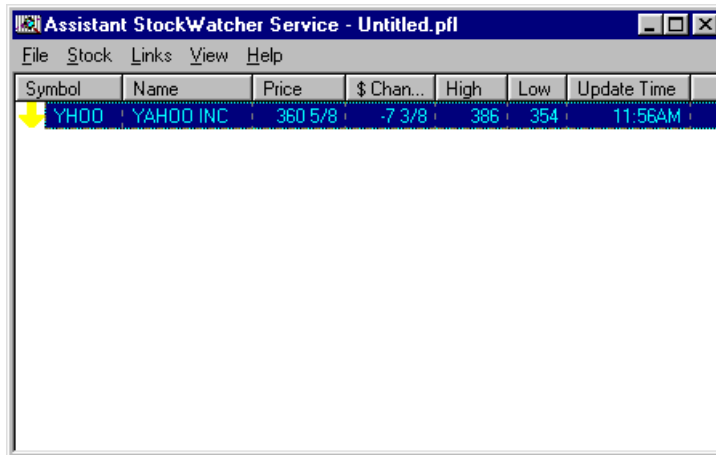 Assistant StockWatcher Service - Untitled.pfl
File Stock Links View Help
Symbol Name Price $ Chan... High Low Update Time
YHOO YAHOO INC 360 5/8 -7 3/8 386 354 11:56AM